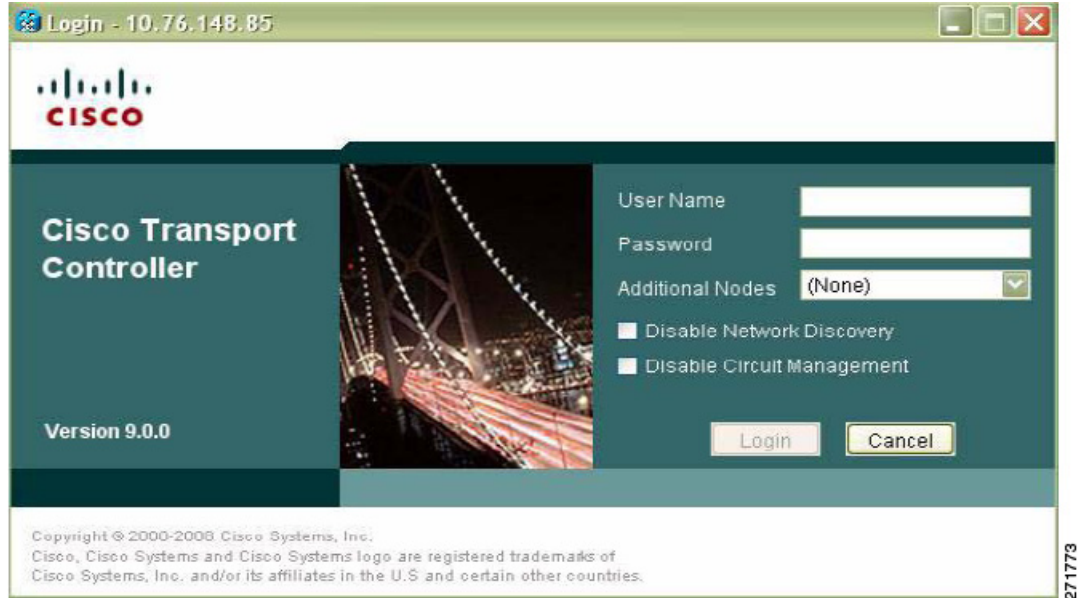 Login - 10.76.148.85
CISCO
Cisco Transport
Controller
Version 9.0.0
User Name
Password
Additional Nodes (None)
Disable Network Discovery
Disable Circuit Management
Login Cancel
Copyright © 2000-2008 Cisco Systems, Inc.
Cisco, Cisco Systems and Cisco Systems logo are registered trademarks of
Cisco Systems, Inc. and/or its affiliates in the U.S and certain other countries.
271773